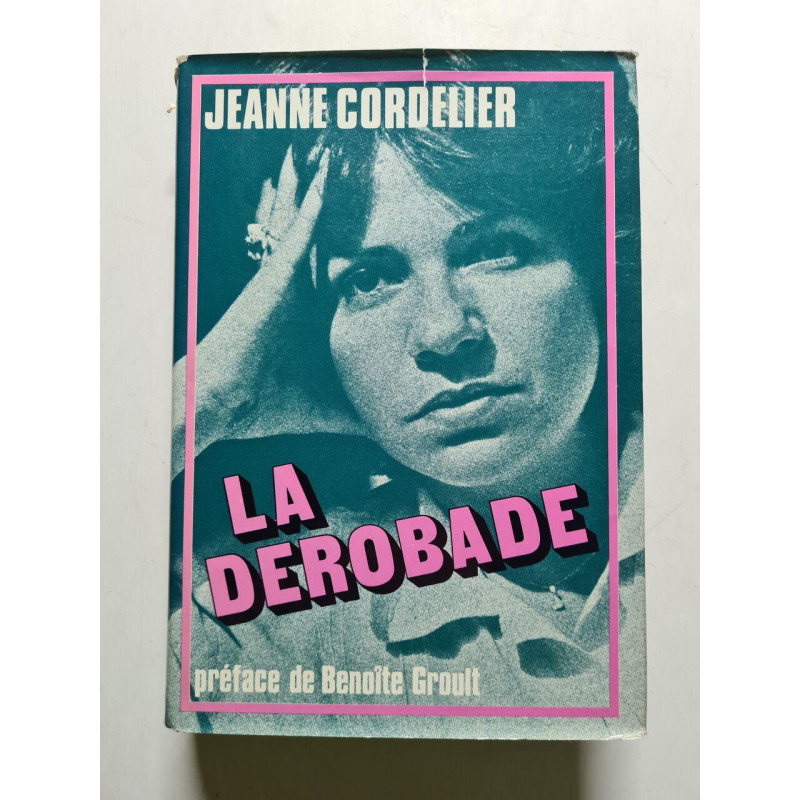 JEANNE CORDELIER
LA
DEROBADE
préface de Benoîte Groult